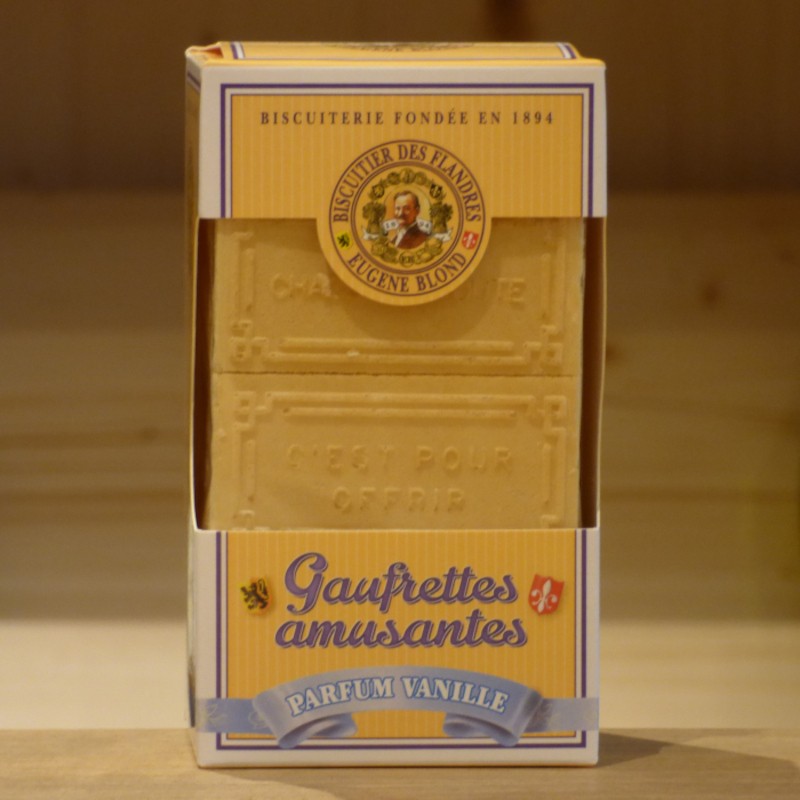 BISCUITERIE FONDÉE EN 1894
BISCUITIER DES FLANDRES
EUGÈNE BLOND
C'EST POUR
OFFRIR
Gaufrettes
amusantes
PARFUM VANILLE